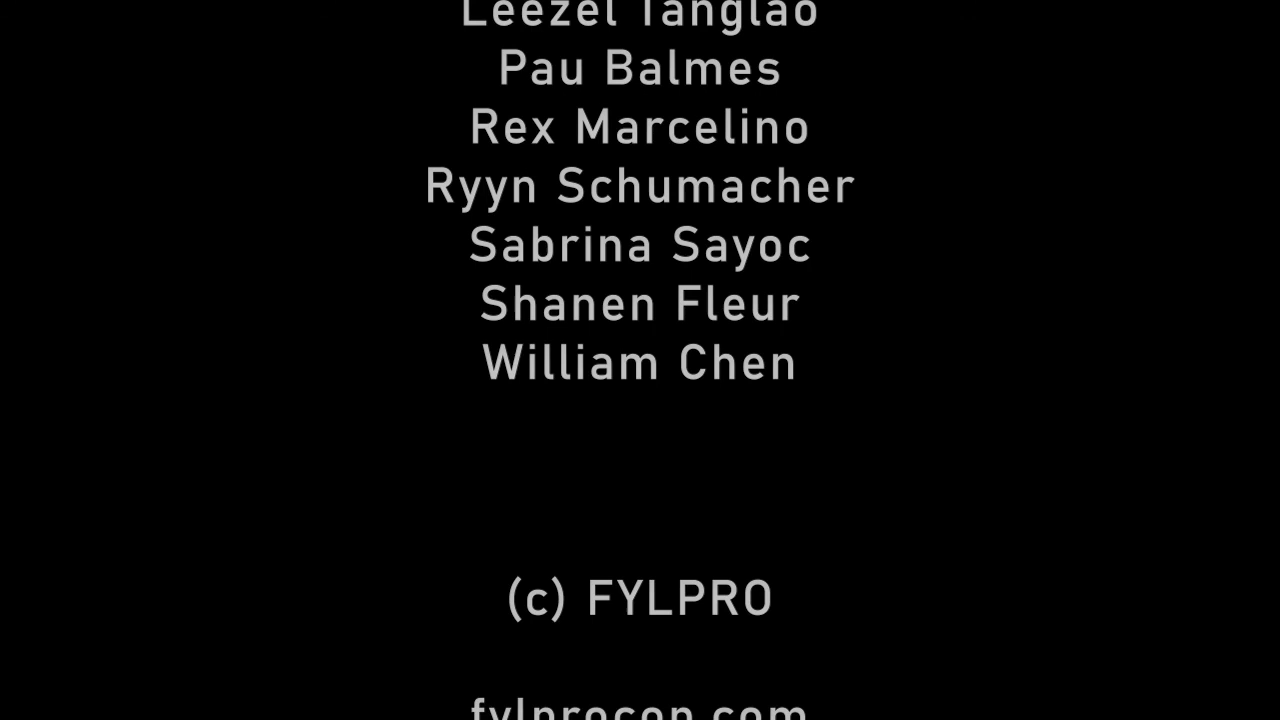 Leezel Tanglao
Pau Balmes
Rex Marcelino
Ryyn Schumacher
Sabrina Sayoc
Shanen Fleur
William Chen
(c) FYLPRO
fylprocon.com